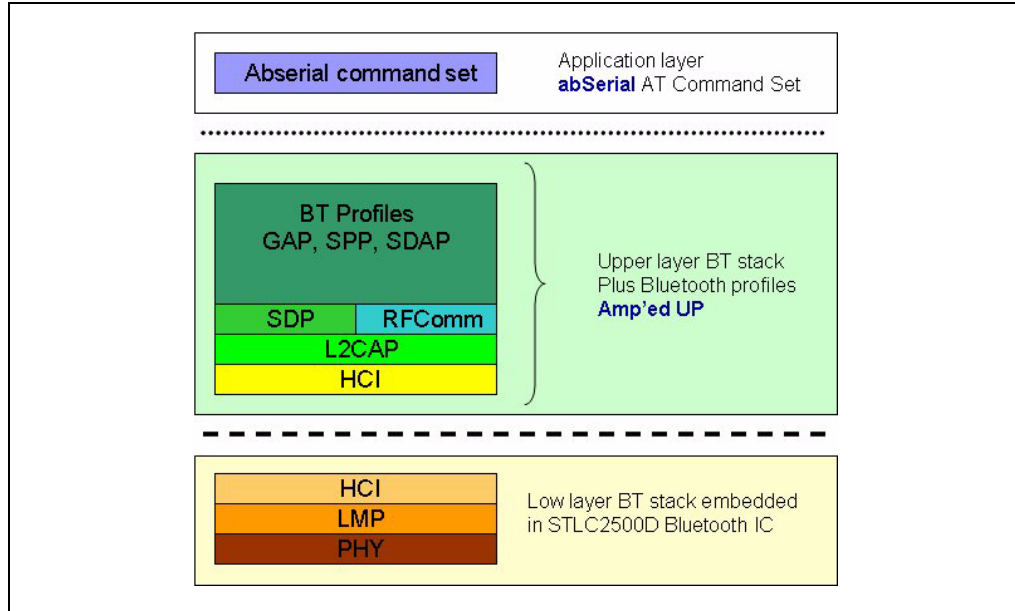 Abserial command set
Application layer
abSerial AT Command Set
BT Profiles
GAP, SPP, SDAP
SDP
RFComm
L2CAP
HCI
Upper layer BT stack
Plus Bluetooth profiles
Amp'ed UP
HCI
LMP
PHY
Low layer BT stack embedded
in STLC2500D Bluetooth IC